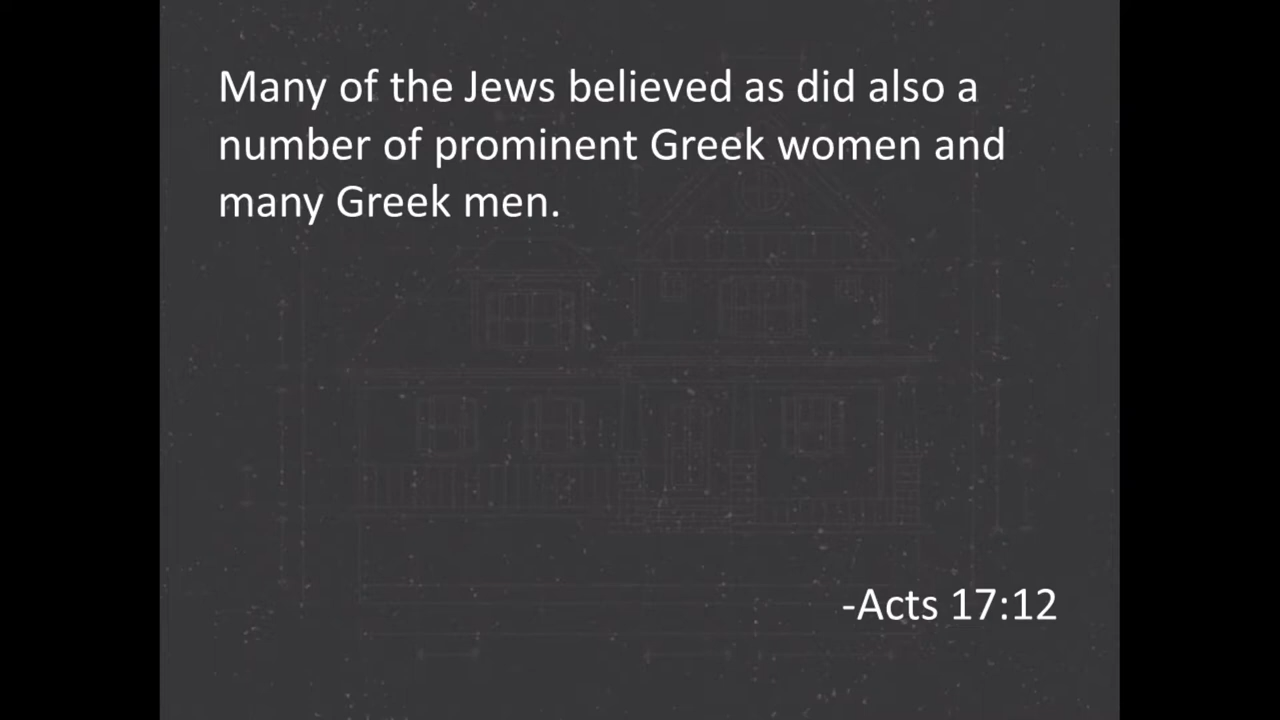 Many of the Jews believed as did also a
number of prominent Greek women and
many Greek men.
-Acts 17:12